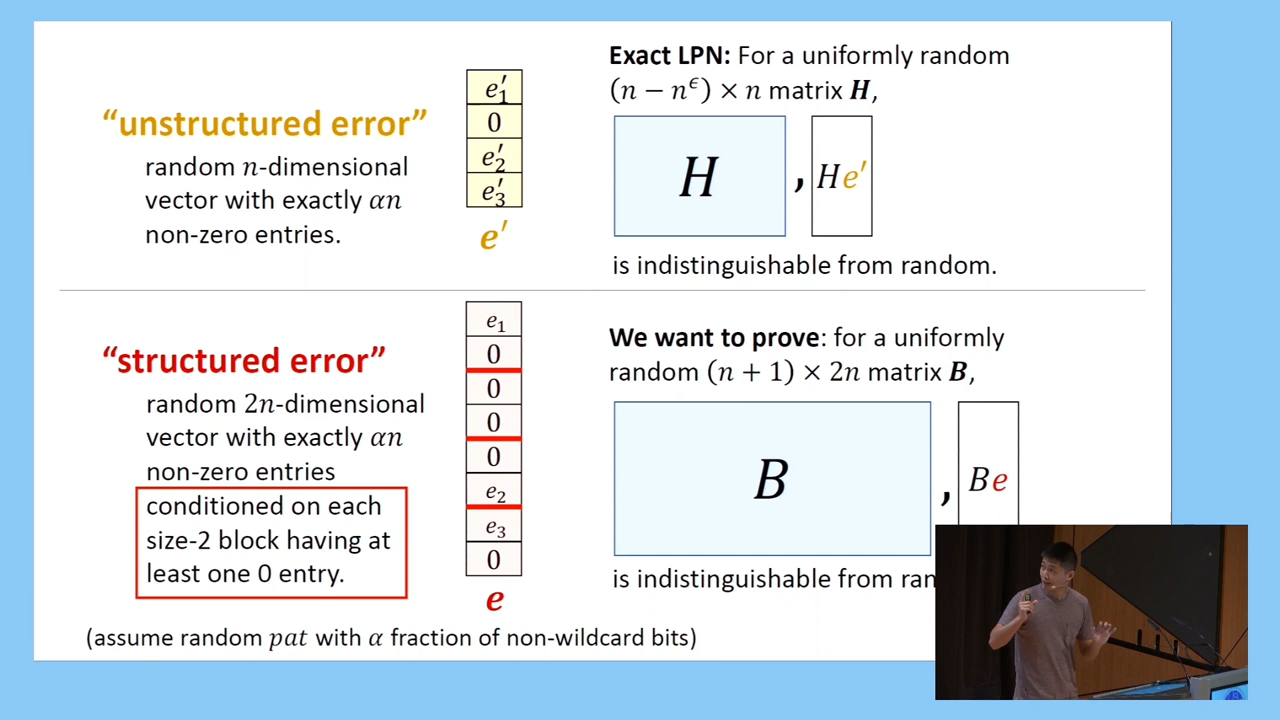 "unstructured error"
random n-dimensional
vector with exactly αn
non-zero entries.
e′₁
0
e′₂
e′₃
e′
Exact LPN: For a uniformly random
(n − n^ϵ) × n matrix H,
H , He′
is indistinguishable from random.
"structured error"
random 2n-dimensional
vector with exactly αn
non-zero entries
conditioned on each
size-2 block having at
least one 0 entry.
e₁
0
0
0
0
e₂
e₃
0
e
We want to prove: for a uniformly
random (n + 1) × 2n matrix B,
B , Be
is indistinguishable from
(assume random pat with α fraction of non-wildcard bits)